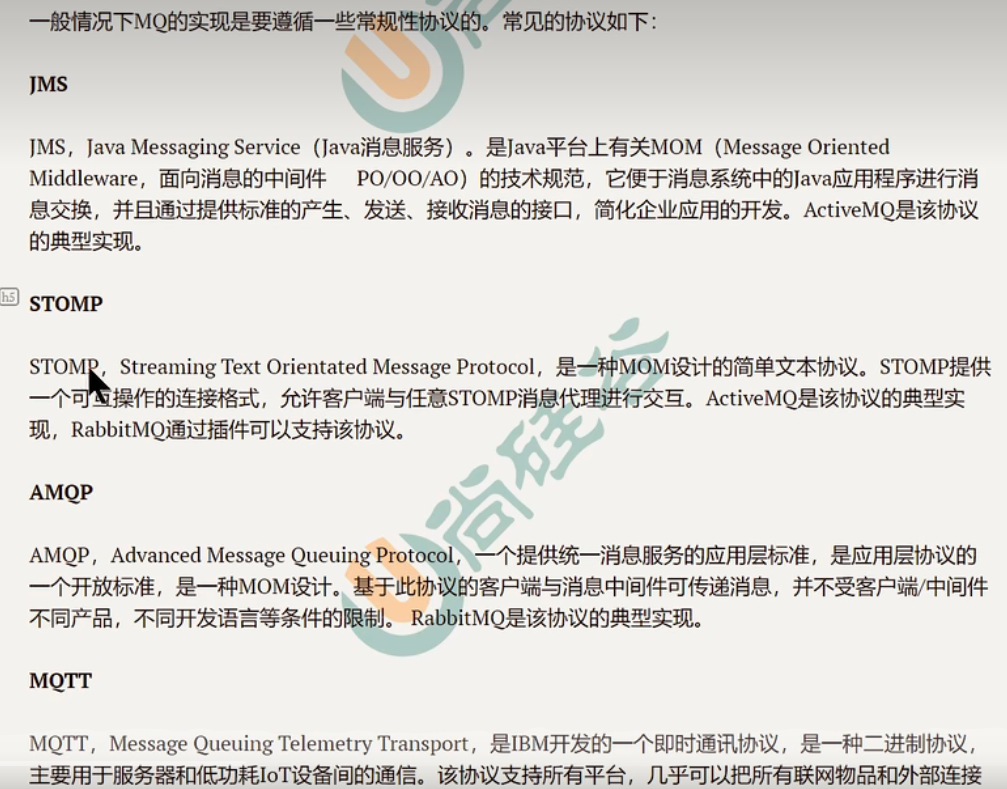 一般情况下MQ的实现是要遵循一些常规性协议的。常见的协议如下：
JMS
JMS，Java Messaging Service（Java消息服务）。是Java平台上有关MOM（Message Oriented
Middleware，面向消息的中间件 PO/OO/AO）的技术规范，它便于消息系统中的Java应用程序进行消
息交换，并且通过提供标准的产生、发送、接收消息的接口，简化企业应用的开发。ActiveMQ是该协议
的典型实现。
h5
STOMP
STOMP，Streaming Text Orientated Message Protocol，是一种MOM设计的简单文本协议。STOMP提供
一个可互操作的连接格式，允许客户端与任意STOMP消息代理进行交互。ActiveMQ是该协议的典型实
现，RabbitMQ通过插件可以支持该协议。
AMQP
AMQP，Advanced Message Queuing Protocol，一个提供统一消息服务的应用层标准，是应用层协议的
一个开放标准，是一种MOM设计。基于此协议的客户端与消息中间件可传递消息，并不受客户端/中间件
不同产品，不同开发语言等条件的限制。 RabbitMQ是该协议的典型实现。
MQTT
MQTT，Message Queuing Telemetry Transport，是IBM开发的一个即时通讯协议，是一种二进制协议，
主要用于服务器和低功耗IoT设备间的通信。该协议支持所有平台，几乎可以把所有联网物品和外部连接
尚硅谷